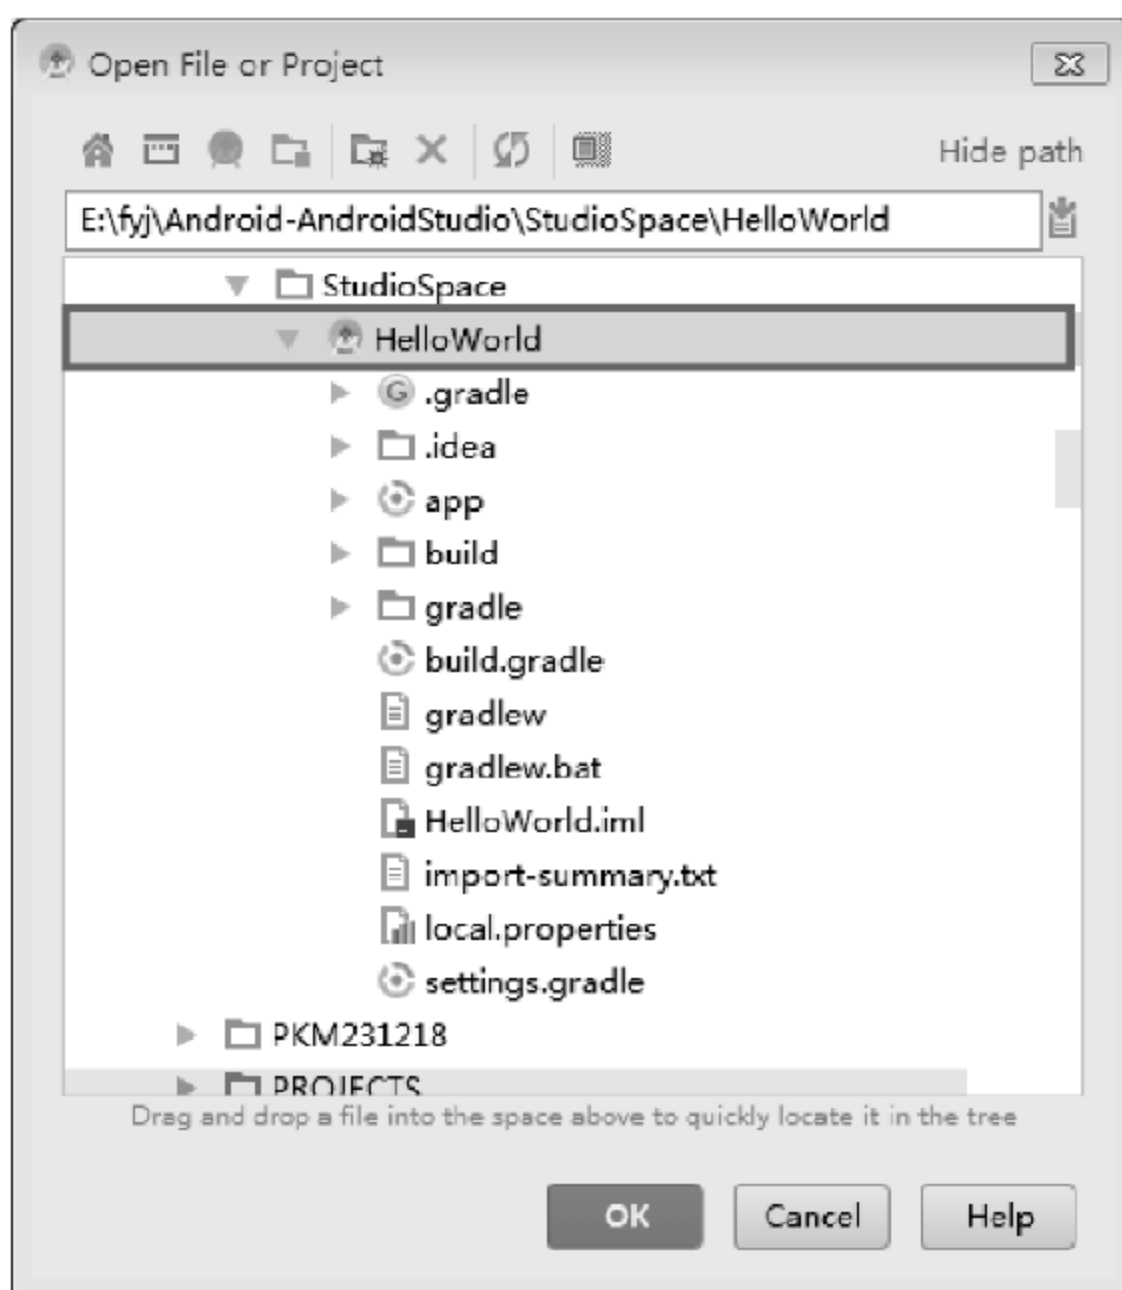 Open File or Project
Hide path
E:\fyj\Android-AndroidStudio\StudioSpace\HelloWorld
StudioSpace
HelloWorld
.gradle
.idea
app
build
gradle
build.gradle
gradlew
gradlew.bat
HelloWorld.iml
import-summary.txt
local.properties
settings.gradle
PKM231218
PROJECTS
Drag and drop a file into the space above to quickly locate it in the tree
OK Cancel Help